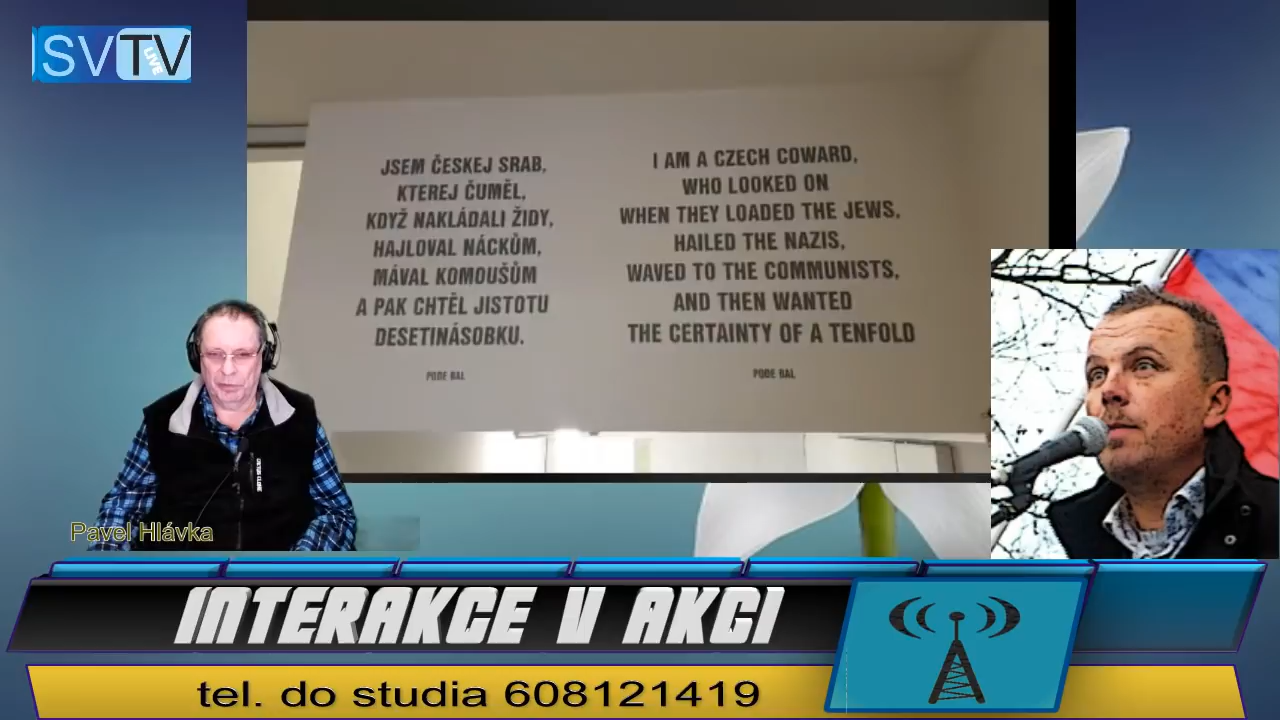 SVTV
LIVE
JSEM ČESKEJ SRAB,
KTEREJ ČUMĚL,
KDYŽ NAKLÁDALI ŽIDY,
HAJLOVAL NÁCKŮM,
MÁVAL KOMOUŠŮM
A PAK CHTĚL JISTOTU
DESETINÁSOBKU.
PODE BAL
I AM A CZECH COWARD,
WHO LOOKED ON
WHEN THEY LOADED THE JEWS,
HAILED THE NAZIS,
WAVED TO THE COMMUNISTS,
AND THEN WANTED
THE CERTAINTY OF A TENFOLD
PODE BAL
Pavel Hlávka
INTERAKCE V AKCI
tel. do studia 608121419